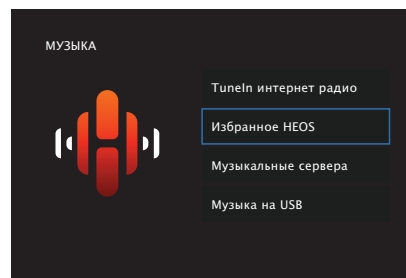 МУЗЫКА
TuneIn интернет радио
Избранное HEOS
Музыкальные сервера
Музыка на USB